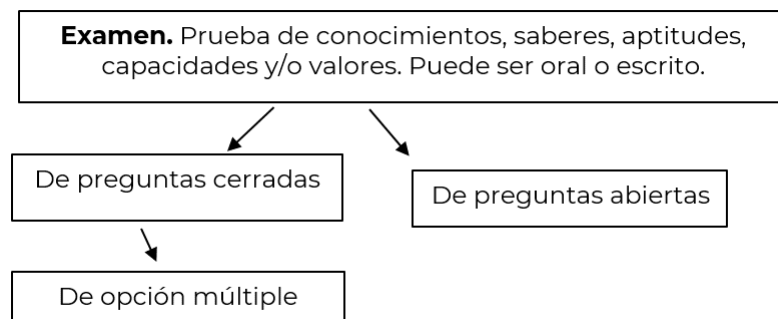 Examen. Prueba de conocimientos, saberes, aptitudes,
capacidades y/o valores. Puede ser oral o escrito.
De preguntas cerradas
De preguntas abiertas
De opción múltiple